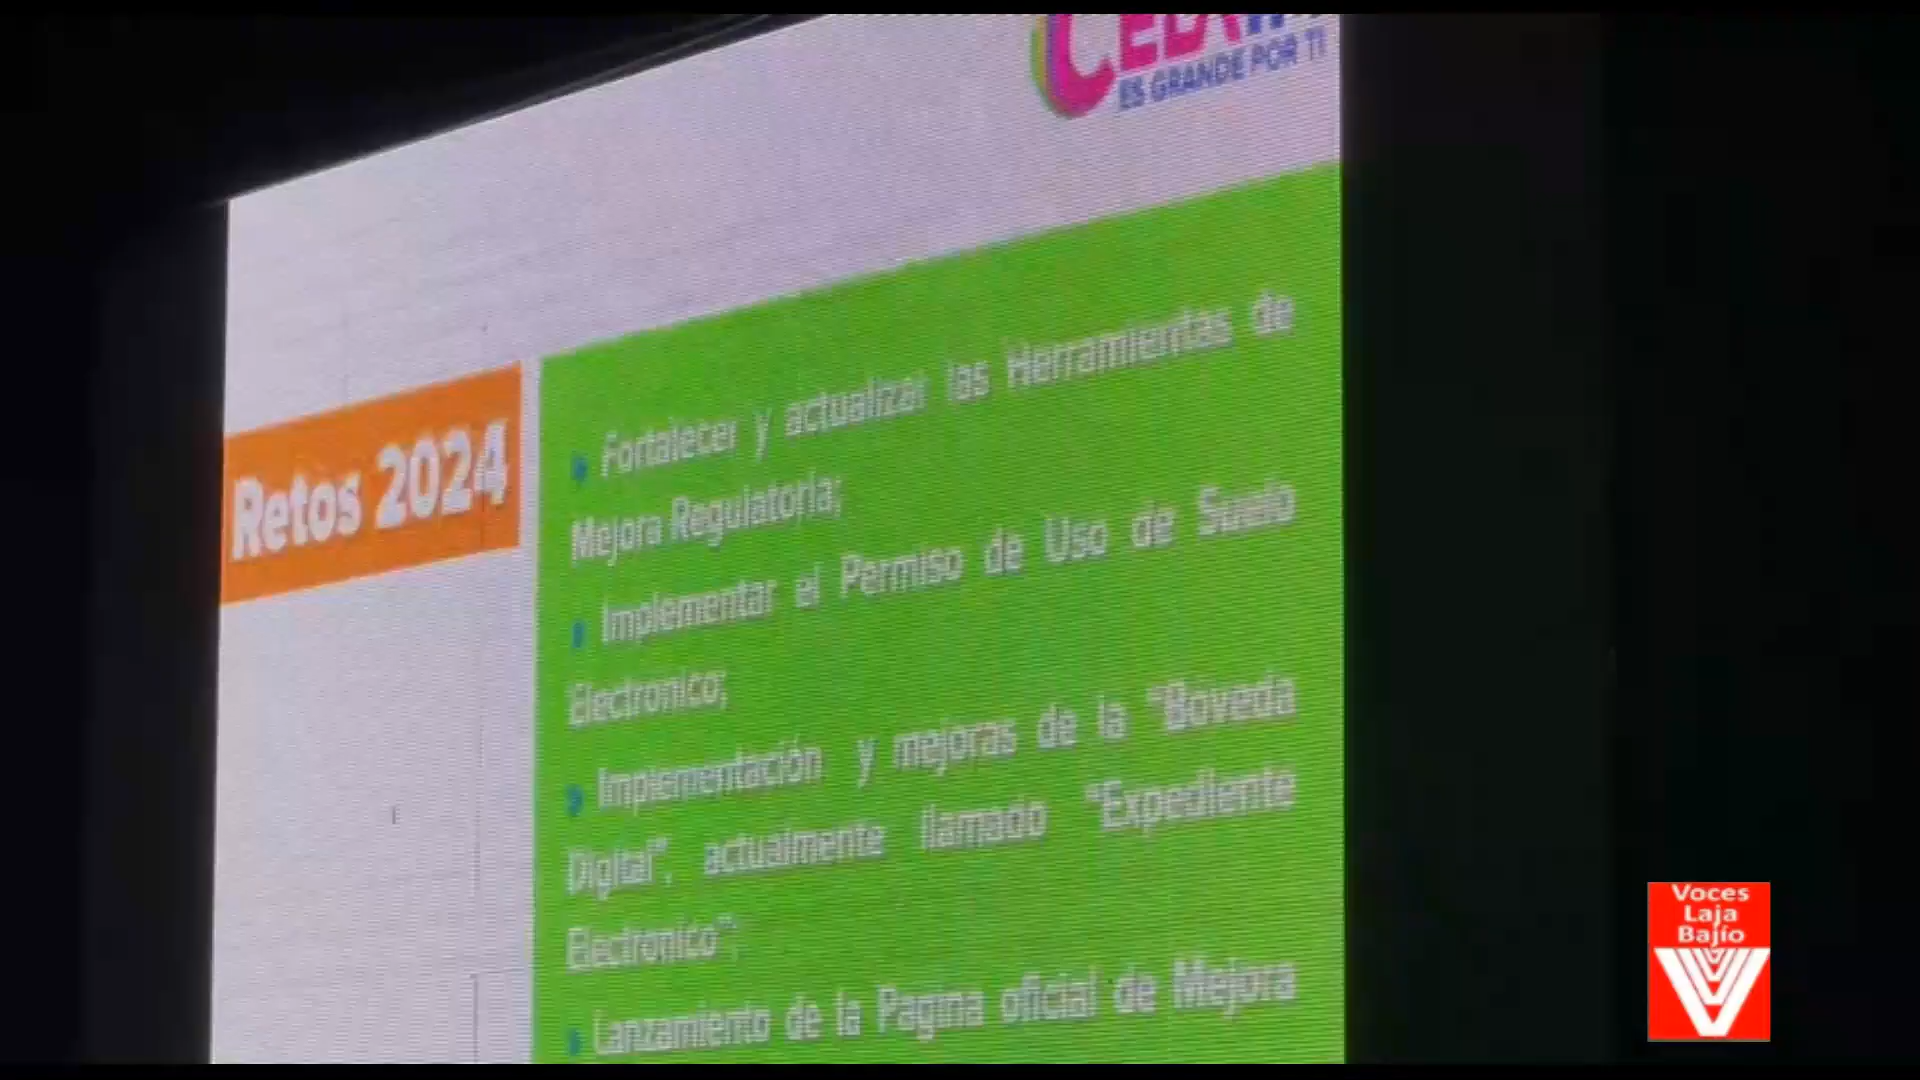 ES GRANDE POR TI
Retos 2024
Fortalecer y actualizar las Herramientas de
Mejora Regulatoria;
Implementar el Permiso de Uso de Suelo
Electronico;
Implementación y mejoras de la "Boveda
Digital", actualmente llamado "Expediente
Electronico";
Lanzamiento de la Pagina oficial de Mejora
Voces
Laja
Bajío